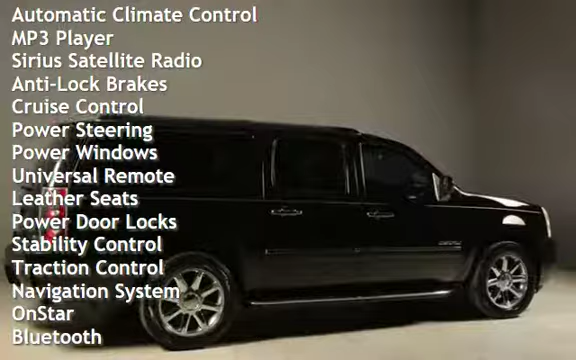 Automatic Climate Control
MP3 Player
Sirius Satellite Radio
Anti-Lock Brakes
Cruise Control
Power Steering
Power Windows
Universal Remote
Leather Seats
Power Door Locks
Stability Control
Traction Control
Navigation System
OnStar
Bluetooth